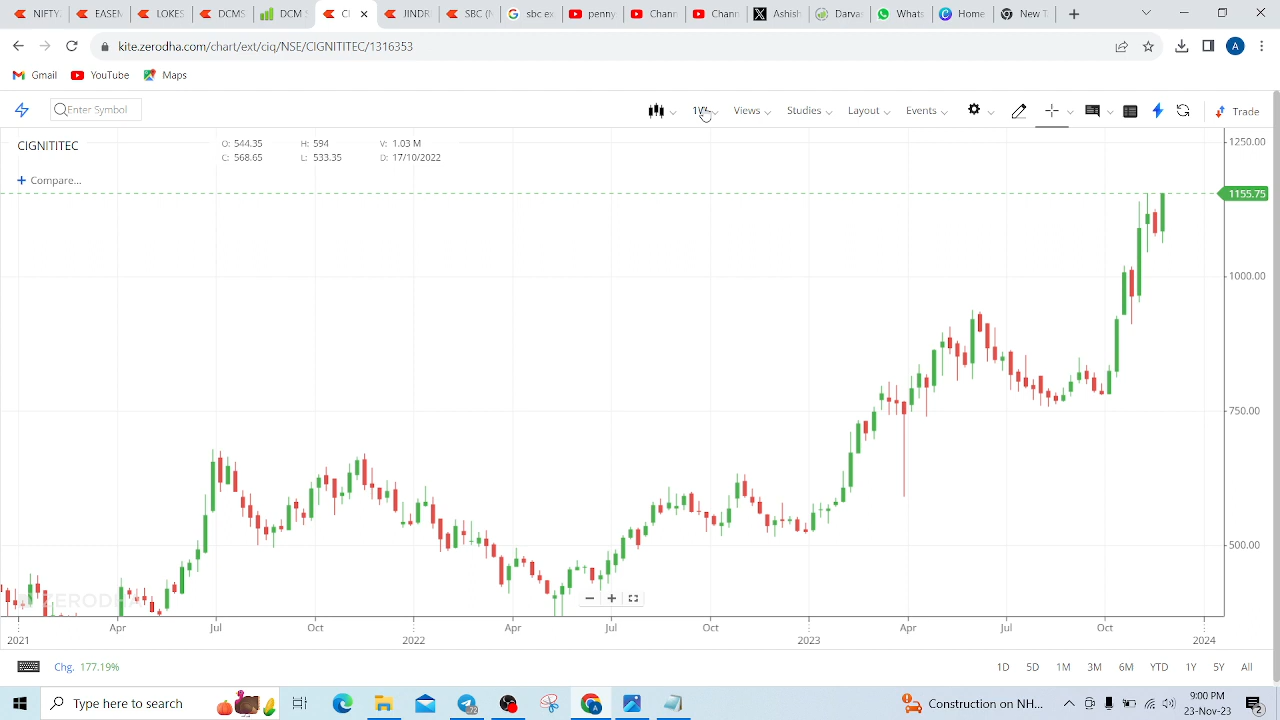 NIFTY
EASEN
LOKES
DCMS
DCM
CI
JINDR
SBC (N
sbc ex
penny
Chann
Chann
Ashish
Darva
Whats
Home
New T
kite.zerodha.com/chart/ext/ciq/NSE/CIGNITITEC/1316353
A
Gmail
YouTube
Maps
Enter Symbol
1W
Views
Studies
Layout
Events
Trade
CIGNITITEC
O: 544.35
H: 594
V: 1.03 M
C: 568.65
L: 533.35
D: 17/10/2022
+ Compare...
1250.00
1155.75
1000.00
750.00
500.00
ZERODHA
Apr
Jul
Oct
Apr
Jul
Oct
Apr
Jul
Oct
2021
2022
2023
2024
Chg. 177.19%
1D
5D
1M
3M
6M
YTD
1Y
5Y
All
Type here to search
72
Construction on NH...
9:00 PM
23-Nov-23
2